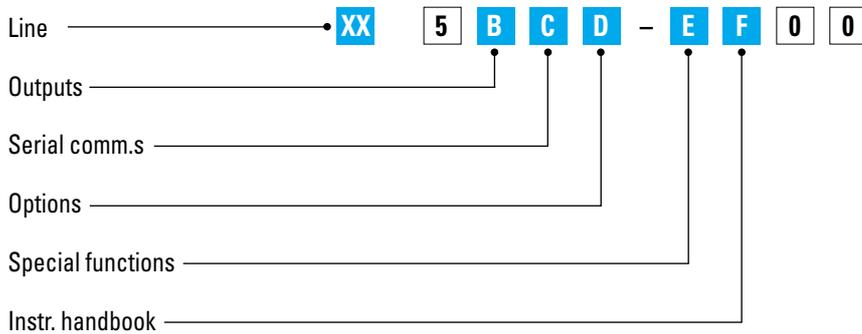 Line XX 5 B C D – E F 0 0
Outputs
Serial comm.s
Options
Special functions
Instr. handbook